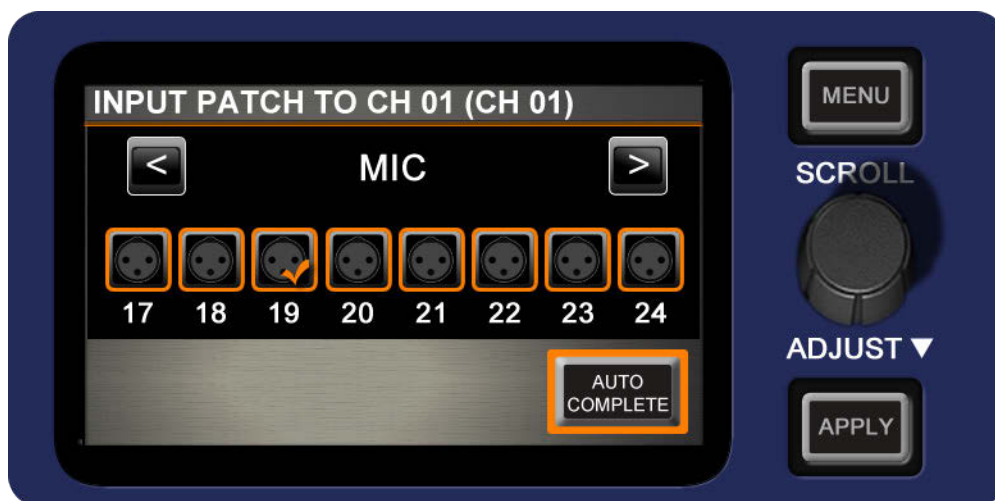 INPUT PATCH TO CH 01 (CH 01)
< MIC >
17 18 19 20 21 22 23 24
AUTO
COMPLETE
MENU
SCROLL
ADJUST ▼
APPLY